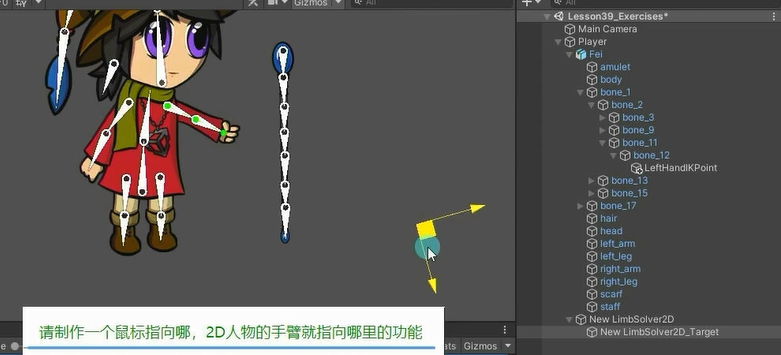 Gizmos
All
Lesson39_Exercises*
Main Camera
Player
Fei
amulet
body
bone_1
bone_2
bone_3
bone_9
bone_11
bone_12
LeftHandIKPoint
bone_13
bone_15
bone_17
hair
head
left_arm
left_leg
right_arm
right_leg
scarf
staff
New LimbSolver2D
New LimbSolver2D_Target
请制作一个鼠标指向哪，2D人物的手臂就指向哪里的功能
Gizmos
All